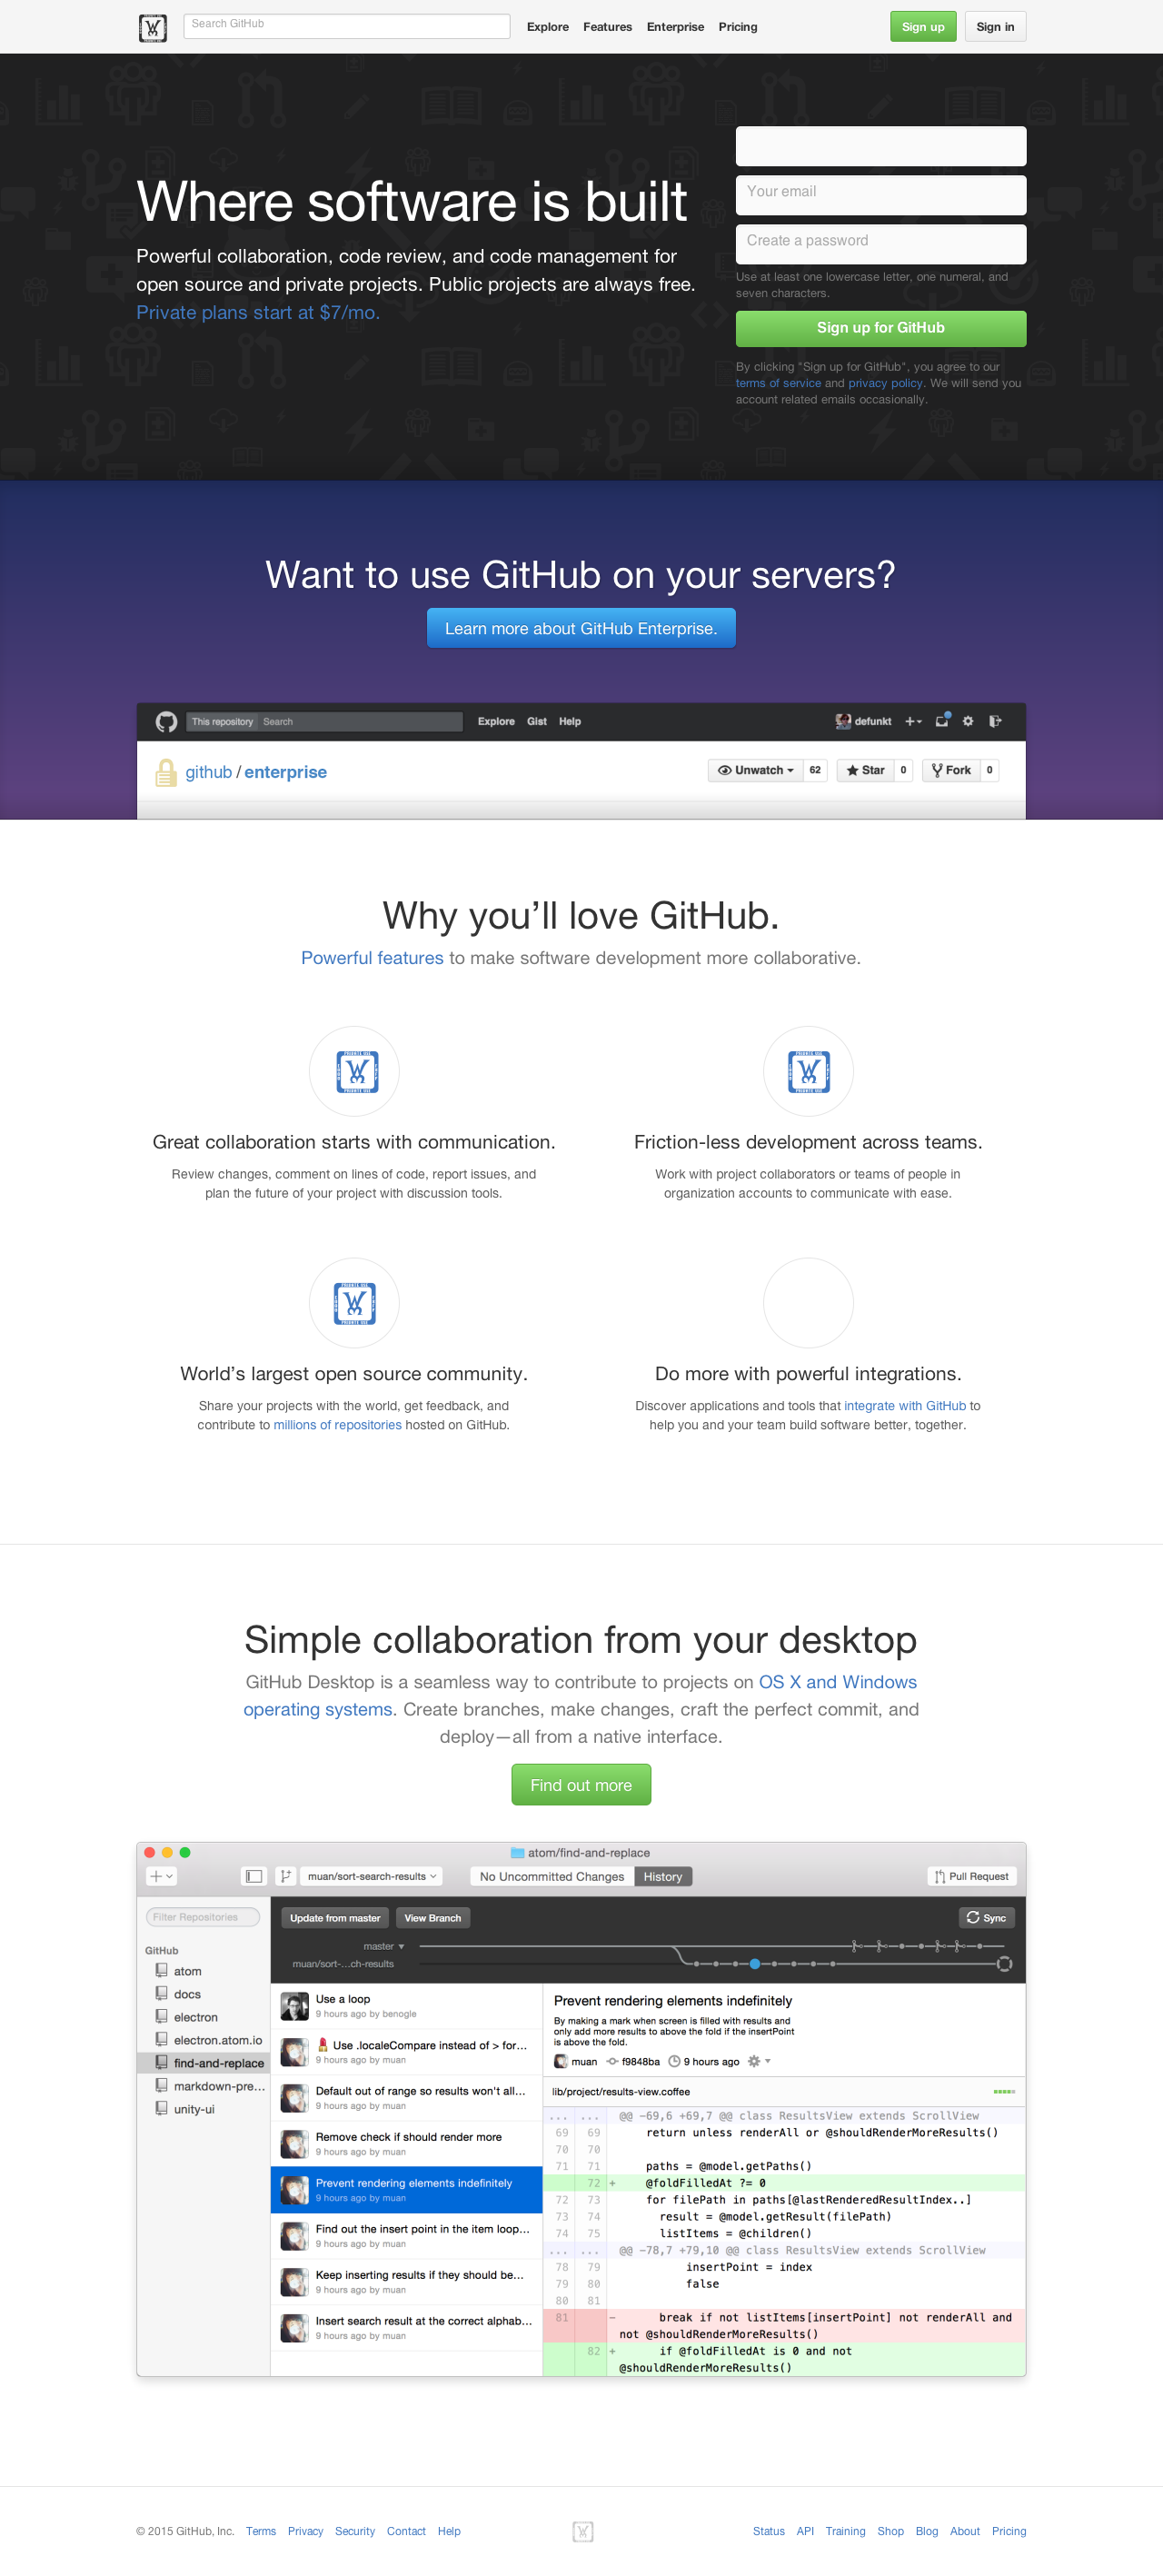 Search GitHub
Explore Features Enterprise Pricing
Sign up
Sign in
Where software is built
Powerful collaboration, code review, and code management for
open source and private projects. Public projects are always free.
Private plans start at $7/mo.
Your email
Create a password
Use at least one lowercase letter, one numeral, and
seven characters.
Sign up for GitHub
By clicking "Sign up for GitHub", you agree to our
terms of service and privacy policy. We will send you
account related emails occasionally.
Want to use GitHub on your servers?
Learn more about GitHub Enterprise.
This repository Search Explore Gist Help defunkt
github / enterprise
Unwatch 62 Star 0 Fork 0
Why you’ll love GitHub.
Powerful features to make software development more collaborative.
Great collaboration starts with communication.
Review changes, comment on lines of code, report issues, and
plan the future of your project with discussion tools.
Friction-less development across teams.
Work with project collaborators or teams of people in
organization accounts to communicate with ease.
World’s largest open source community.
Share your projects with the world, get feedback, and
contribute to millions of repositories hosted on GitHub.
Do more with powerful integrations.
Discover applications and tools that integrate with GitHub to
help you and your team build software better, together.
Simple collaboration from your desktop
GitHub Desktop is a seamless way to contribute to projects on OS X and Windows
operating systems. Create branches, make changes, craft the perfect commit, and
deploy—all from a native interface.
Find out more
atom/find-and-replace
muan/sort-search-results No Uncommitted Changes History Pull Request
Filter Repositories
GitHub
atom
docs
electron
electron.atom.io
find-and-replace
markdown-pre...
unity-ui
Update from master View Branch Sync
master
muan/sort-...ch-results
Use a loop
9 hours ago by benogle
Use .localeCompare instead of > for...
9 hours ago by muan
Default out of range so results won't all...
9 hours ago by muan
Remove check if should render more
9 hours ago by muan
Prevent rendering elements indefinitely
9 hours ago by muan
Find out the insert point in the item loop...
9 hours ago by muan
Keep inserting results if they should be...
9 hours ago by muan
Insert search result at the correct alphab...
9 hours ago by muan
Prevent rendering elements indefinitely
By making a mark when screen is filled with results and
only add more results to above the fold if the insertPoint
is above the fold.
muan f9848ba 9 hours ago
lib/project/results-view.coffee
... ... @@ -69,6 +69,7 @@ class ResultsView extends ScrollView
69 69 return unless renderAll or @shouldRenderMoreResults()
70 70
71 71 paths = @model.getPaths()
72 + @foldFilledAt ?= 0
72 73 for filePath in paths[@lastRenderedResultIndex..]
73 74 result = @model.getResult(filePath)
74 75 listItems = @children()
... ... @@ -78,7 +79,10 @@ class ResultsView extends ScrollView
78 79 insertPoint = index
79 80 false
80 81
81 - break if not listItems[insertPoint] not renderAll and
not @shouldRenderMoreResults()
82 + if @foldFilledAt is 0 and not
@shouldRenderMoreResults()
© 2015 GitHub, Inc. Terms Privacy Security Contact Help
Status API Training Shop Blog About Pricing